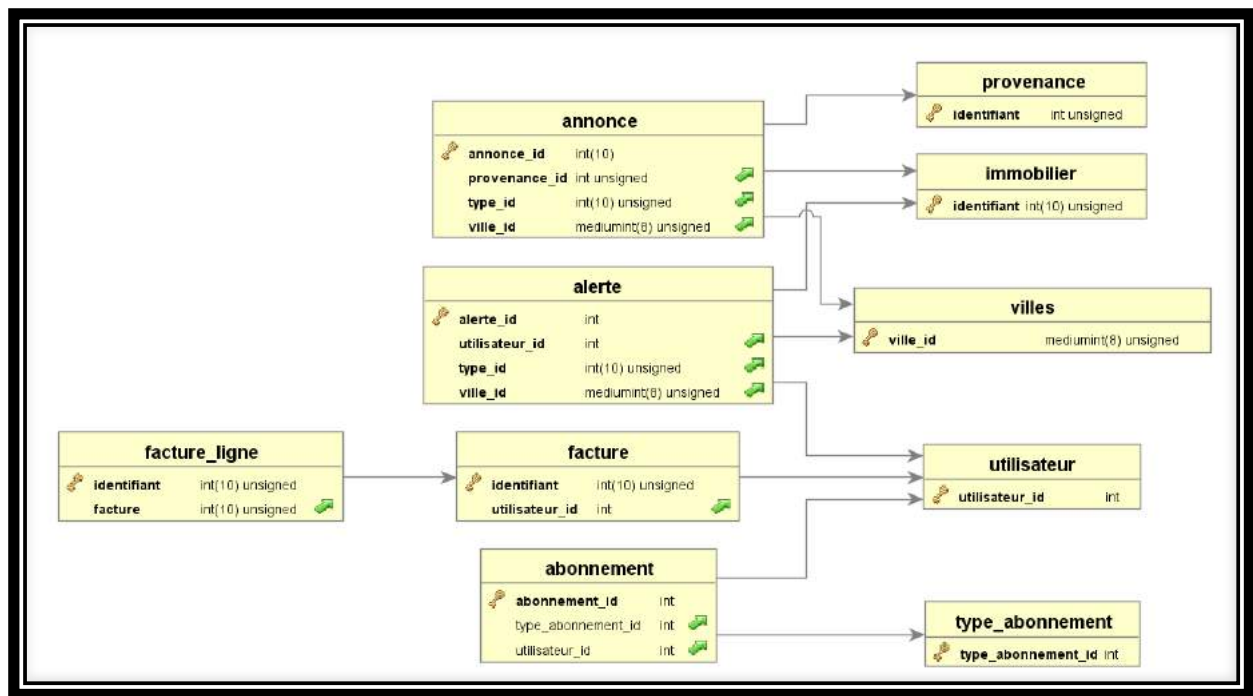 provenance
identifiant int unsigned
annonce
annonce_id int(10)
provenance_id int unsigned
type_id int(10) unsigned
ville_id mediumint(8) unsigned
immobilier
identifiant int(10) unsigned
alerte
alerte_id int
utilisateur_id int
type_id int(10) unsigned
ville_id mediumint(8) unsigned
villes
ville_id mediumint(8) unsigned
facture_ligne
identifiant int(10) unsigned
facture int(10) unsigned
facture
identifiant int(10) unsigned
utilisateur_id int
utilisateur
utilisateur_id int
abonnement
abonnement_id int
type_abonnement_id int
utilisateur_id int
type_abonnement
type_abonnement_id int